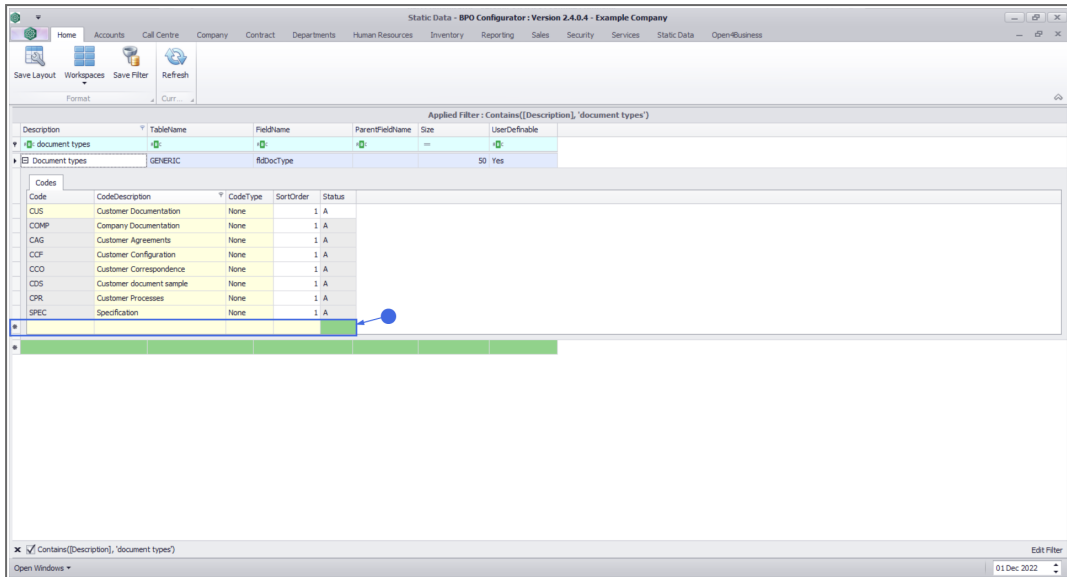 Static Data - BPO Configurator : Version 2.4.0.4 - Example Company
Home Accounts Call Centre Company Contract Departments Human Resources Inventory Reporting Sales Security Services Static Data Open4Business
Save Layout Workspaces Save Filter Refresh
Format Curr...
Applied Filter : Contains([Description], 'document types')
Description TableName FieldName ParentFieldName Size UserDefinable
document types =
Document types GENERIC fldDocType 50 Yes
Codes
Code CodeDescription CodeType SortOrder Status
CUS Customer Documentation None 1 A
COMP Company Documentation None 1 A
CAG Customer Agreements None 1 A
CCF Customer Configuration None 1 A
CCO Customer Correspondence None 1 A
CDS Customer document sample None 1 A
CPR Customer Processes None 1 A
SPEC Specification None 1 A
Contains([Description], 'document types') Edit Filter
Open Windows 01 Dec 2022